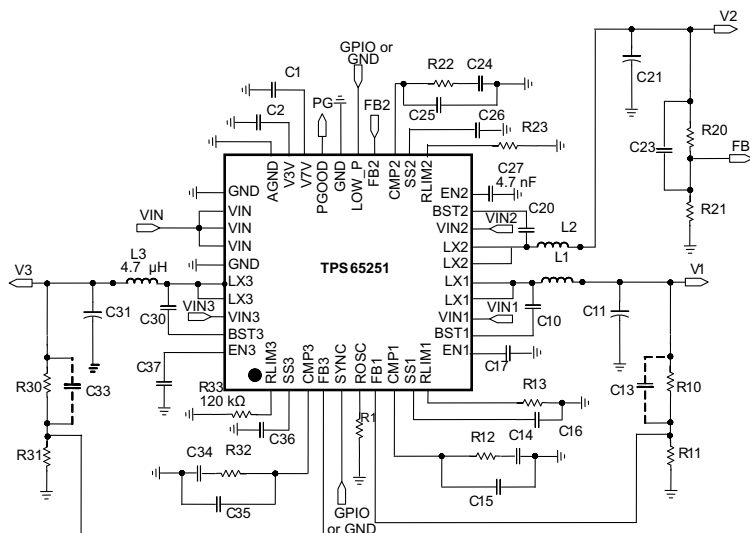 V2
GPIO or
GND
C1
R22
C24
C21
C2
PG
FB2
C25
C26
R23
C23
R20
FB
R21
AGND
V3V
V7V
PGOOD
GND
LOW_P
FB2
CMP2
SS2
RLIM2
C27
4.7 nF
GND
EN2
VIN
BST2
C20
VIN
VIN
VIN2
VIN2
VIN
LX2
L2
GND
LX2
TPS65251
L3
4.7 µH
L1
V3
LX3
LX1
V1
LX3
LX1
C31
C30
VIN3
VIN3
VIN1
VIN1
C10
C11
BST3
BST1
EN3
EN1
C37
C17
RLIM3
SS3
CMP3
FB3
SYNC
ROSC
FB1
CMP1
SS1
RLIM1
R30
C33
R33
120 kΩ
R13
C13
R10
C36
R1
C16
R31
C34
R32
R12
C14
R11
C35
C15
GPIO
or GND